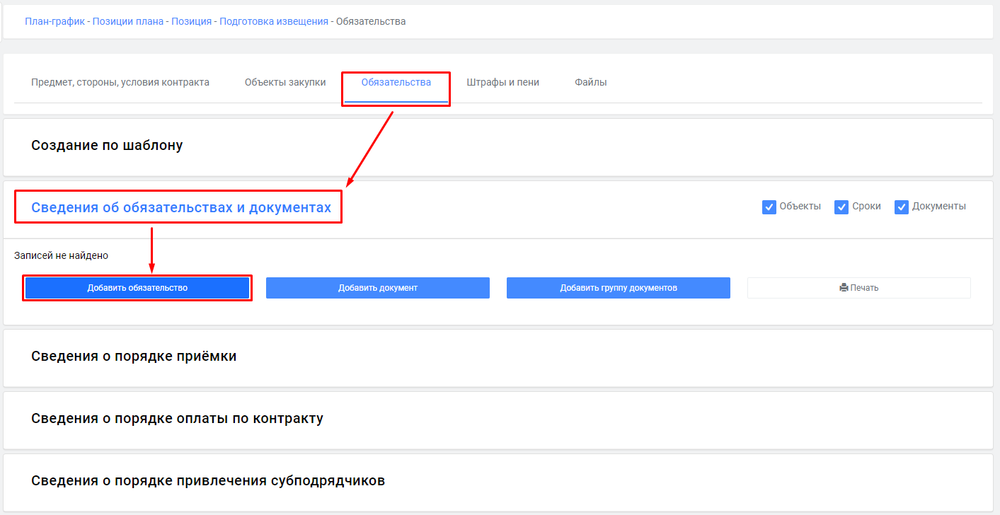 План-график - Позиции плана - Позиция - Подготовка извещения - Обязательства
Предмет, стороны, условия контракта Объекты закупки Обязательства Штрафы и пени Файлы
Создание по шаблону
Сведения об обязательствах и документах Объекты Сроки Документы
Записей не найдено
Добавить обязательство Добавить документ Добавить группу документов Печать
Сведения о порядке приёмки
Сведения о порядке оплаты по контракту
Сведения о порядке привлечения субподрядчиков